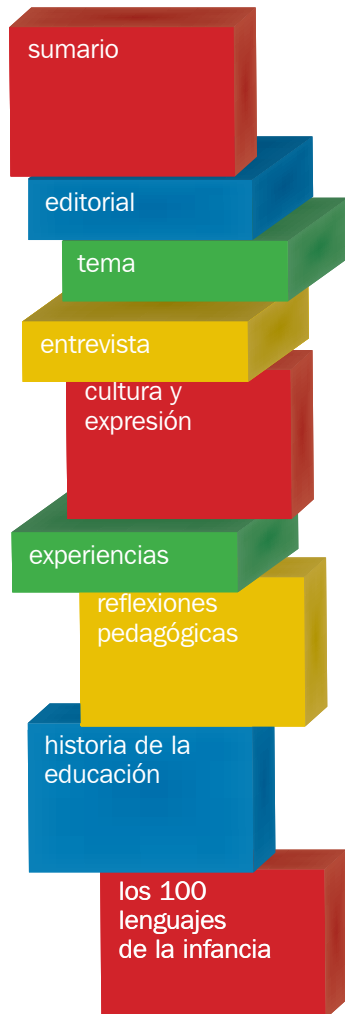 sumario
editorial
tema
entrevista
cultura y
expresión
experiencias
reflexiones
pedagógicas
historia de la
educación
los 100
lenguajes
de la infancia